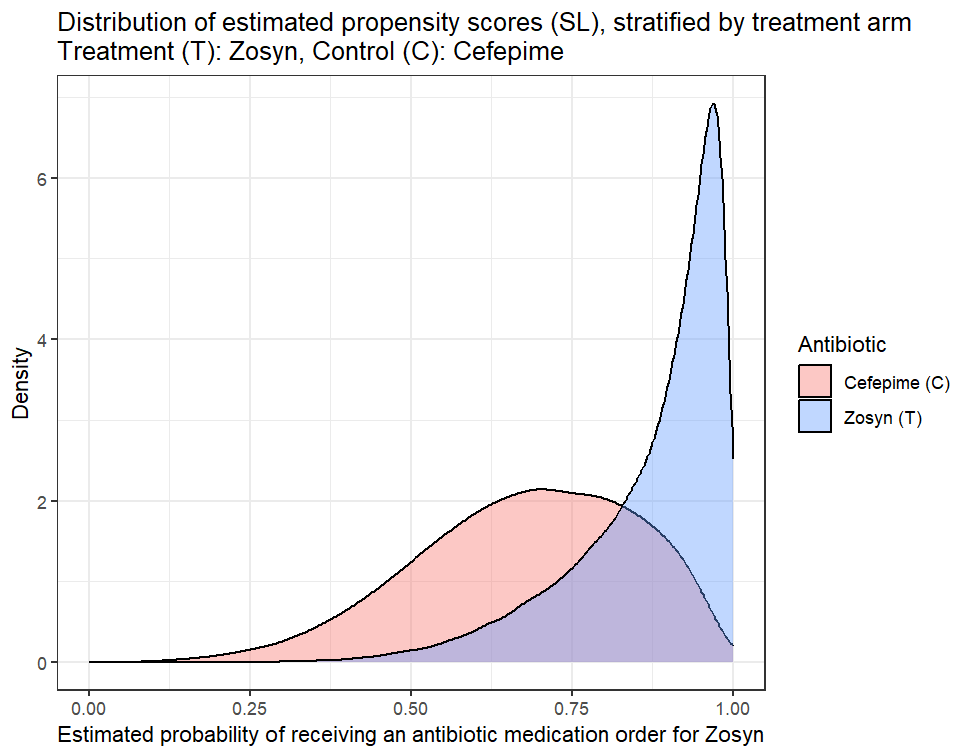 Distribution of estimated propensity scores (SL), stratified by treatment arm
Treatment (T): Zosyn, Control (C): Cefepime
Density
6
4
2
0
0.00 0.25 0.50 0.75 1.00
Estimated probability of receiving an antibiotic medication order for Zosyn
Antibiotic
Cefepime (C)
Zosyn (T)